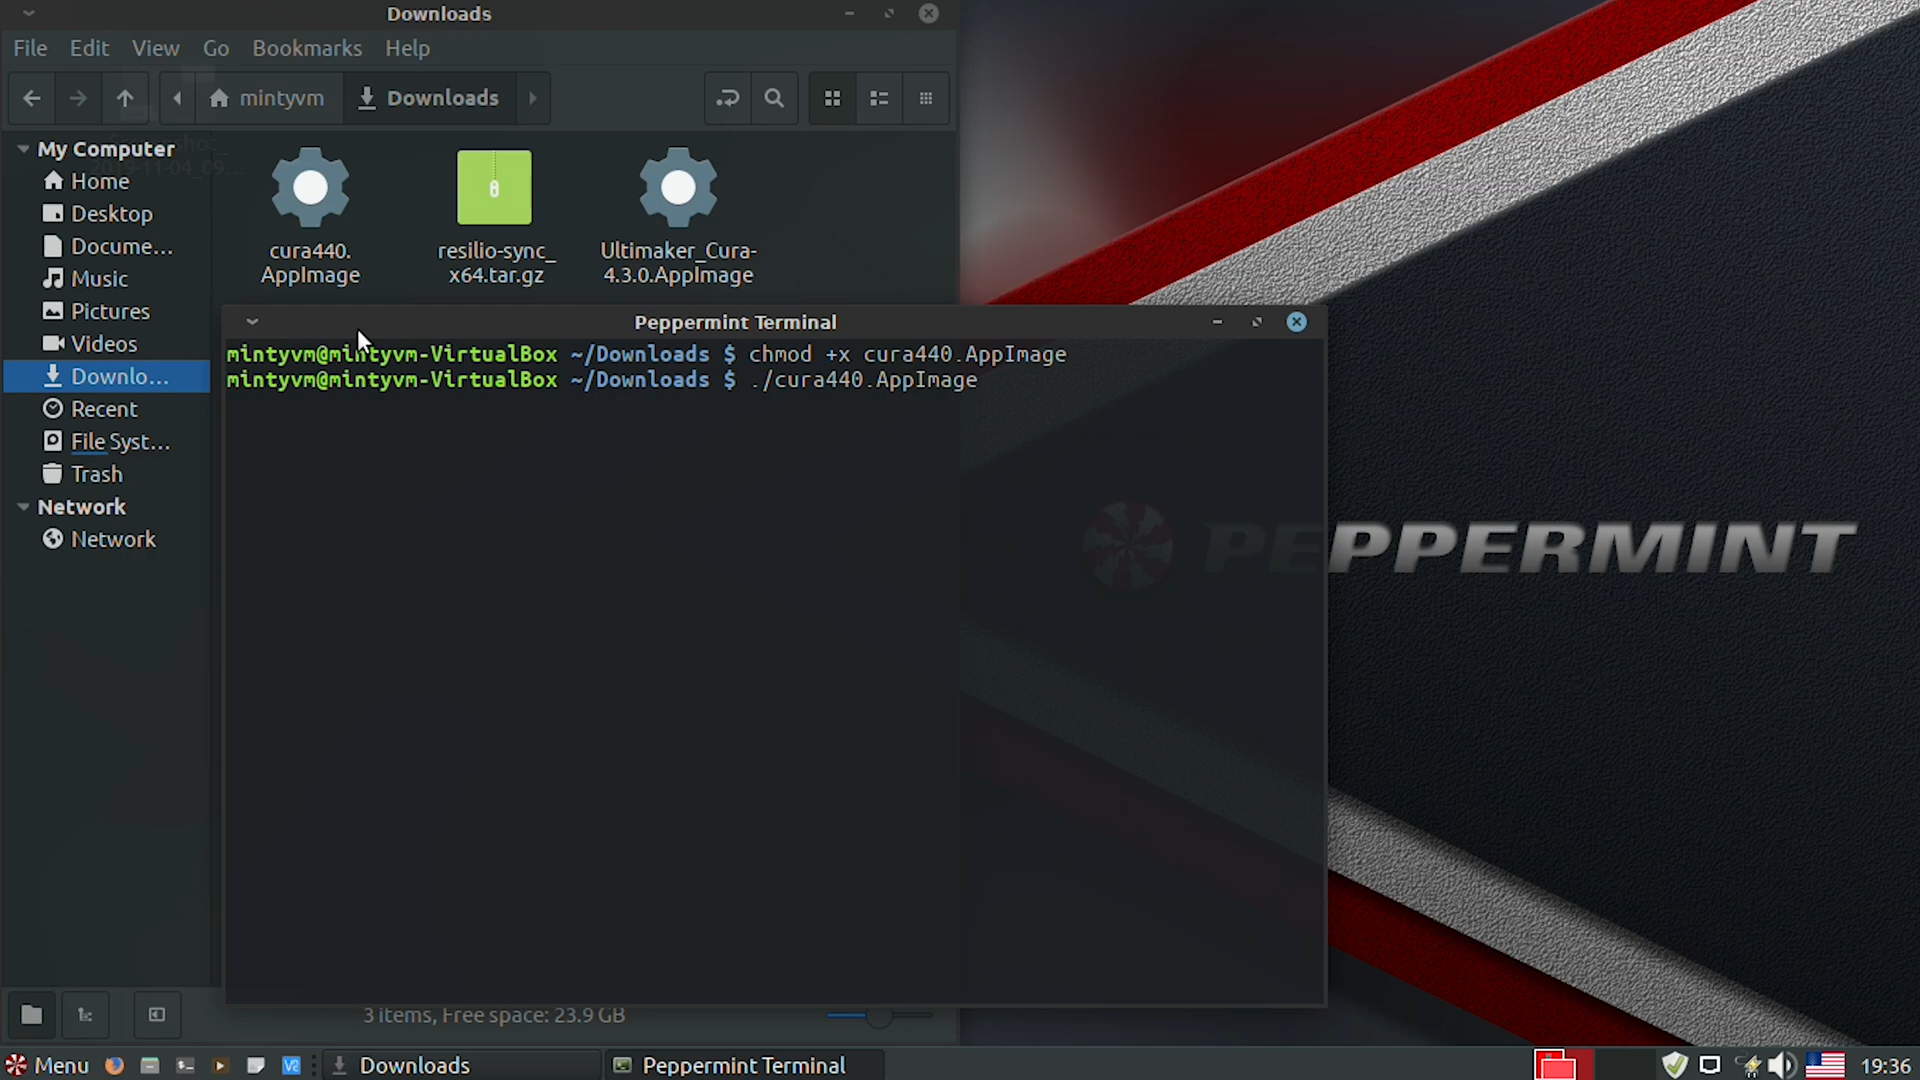 Downloads
File Edit View Go Bookmarks Help
mintyvm Downloads
My Computer
Home
Desktop
Docume...
Music
Pictures
Videos
Downlo...
Recent
File Syst...
Trash
Network
Network
cura440.
AppImage
resilio-sync_
x64.tar.gz
Ultimaker_Cura-
4.3.0.AppImage
Peppermint Terminal
mintyvm@mintyvm-VirtualBox ~/Downloads $ chmod +x cura440.AppImage
mintyvm@mintyvm-VirtualBox ~/Downloads $ ./cura440.AppImage
PEPPERMINT
3 items, Free space: 23.9 GB
Menu Downloads Peppermint Terminal 19:36